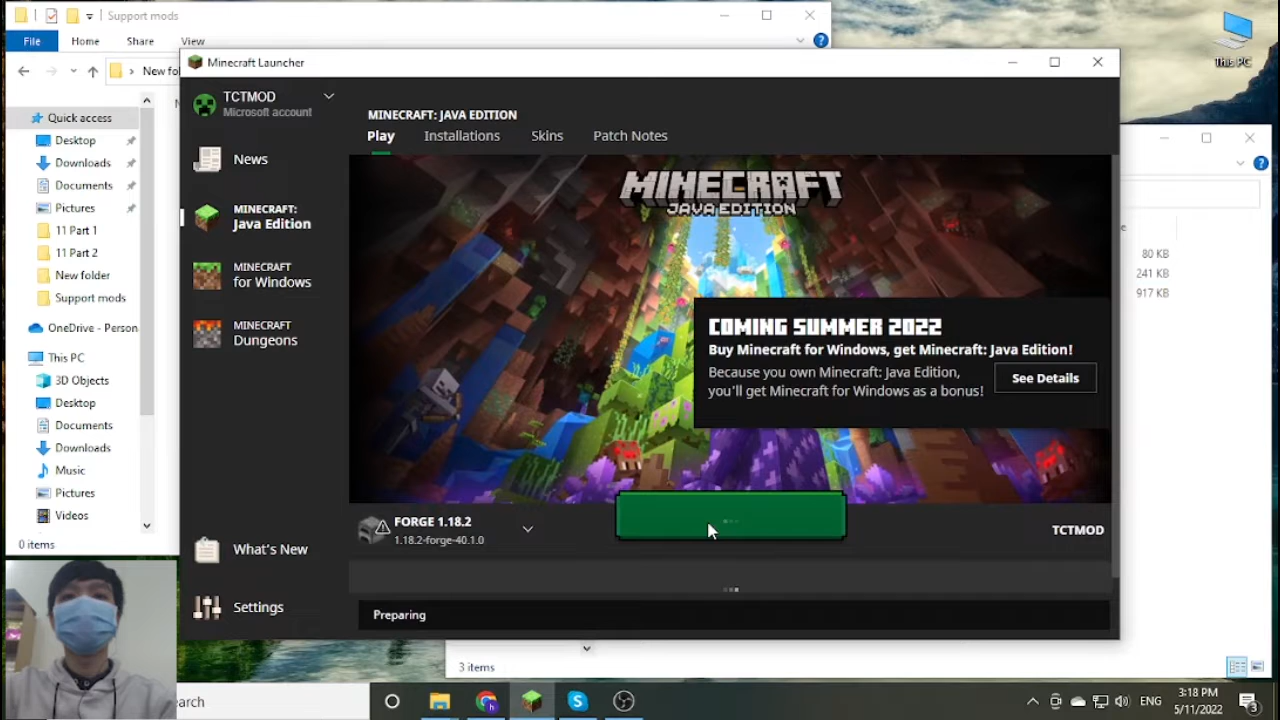 Support mods
File
Home
Share
View
New fol
Quick access
Desktop
Downloads
Documents
Pictures
11 Part 1
11 Part 2
New folder
Support mods
OneDrive - Person
This PC
3D Objects
Desktop
Documents
Downloads
Music
Pictures
Videos
0 items
Minecraft Launcher
TCTMOD
Microsoft account
News
MINECRAFT:
Java Edition
MINECRAFT
for Windows
MINECRAFT
Dungeons
What's New
Settings
MINECRAFT: JAVA EDITION
Play
Installations
Skins
Patch Notes
MINECRAFT
JAVA EDITION
COMING SUMMER 2022
Buy Minecraft for Windows, get Minecraft: Java Edition!
Because you own Minecraft: Java Edition,
you'll get Minecraft for Windows as a bonus!
See Details
FORGE 1.18.2
1.18.2-forge-40.1.0
TCTMOD
Preparing
This PC
e
80 KB
241 KB
917 KB
3 items
earch
ENG
3:18 PM
5/11/2022
3